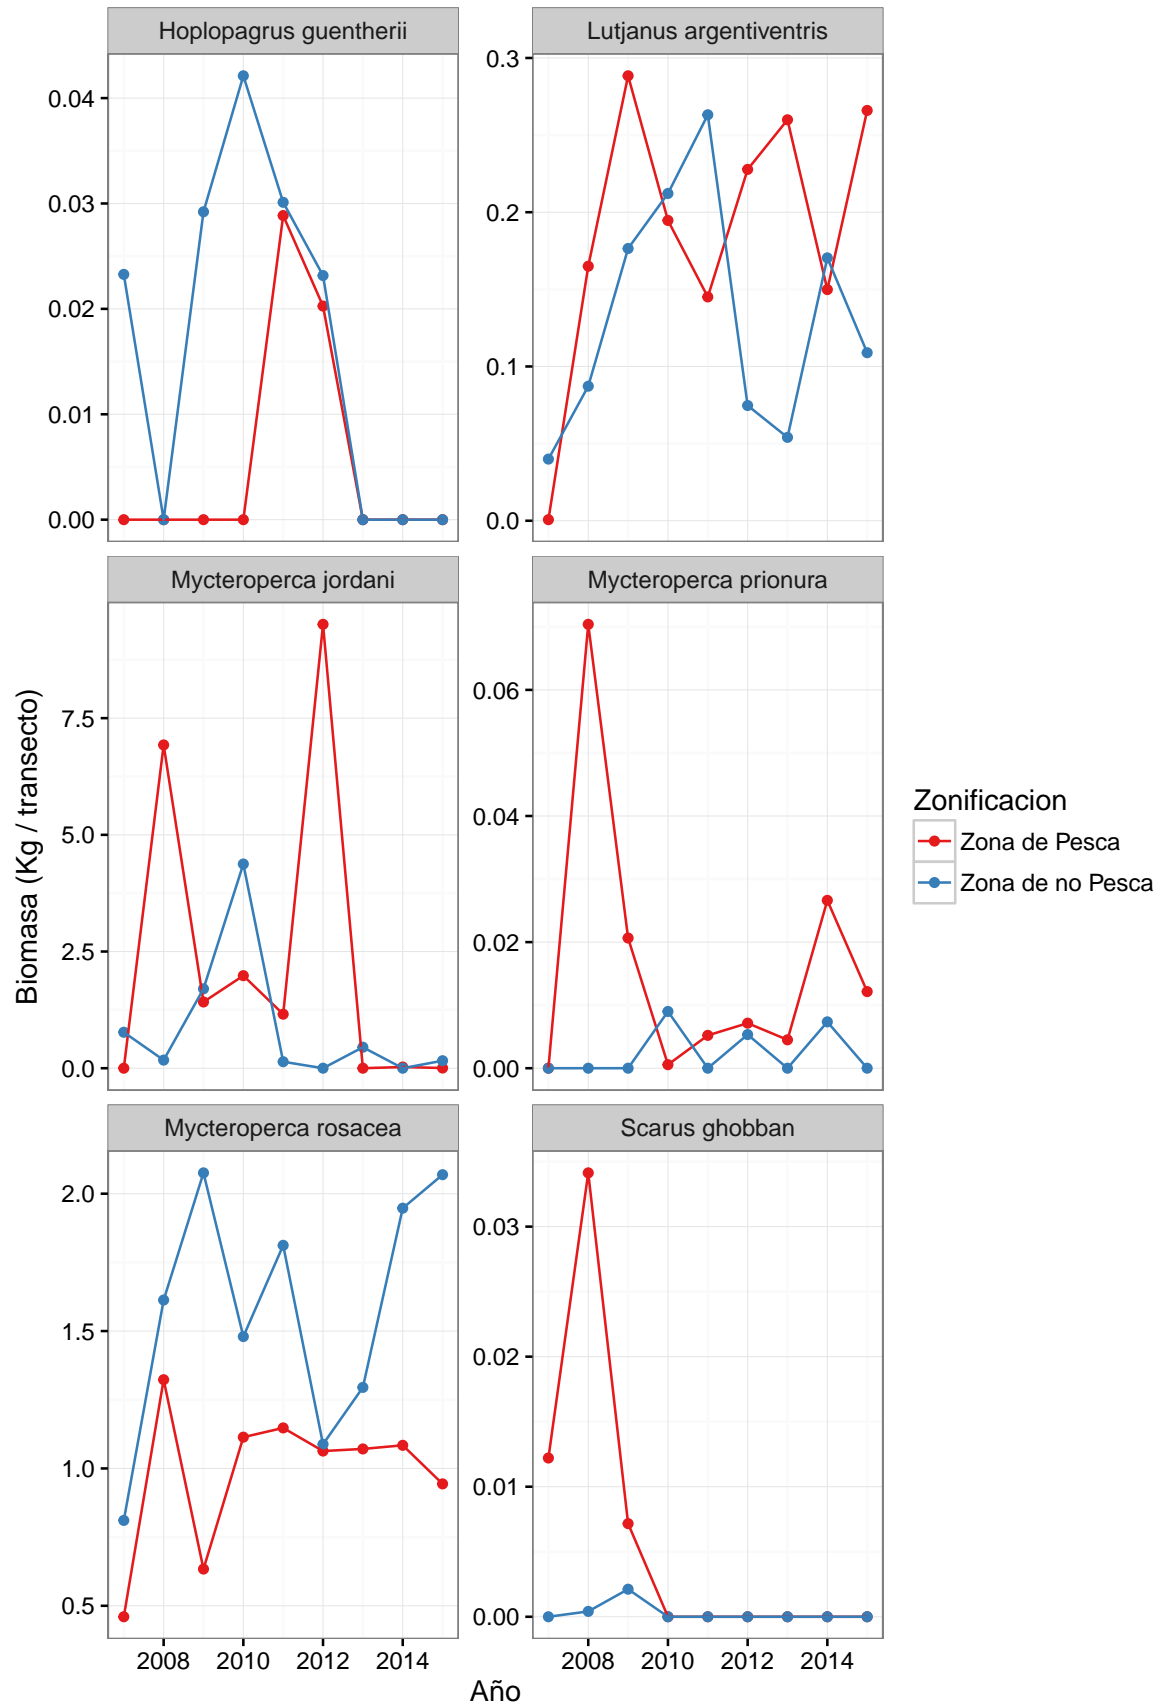 Hoplopagrus guentherii
Lutjanus argentiventris
0.04
0.03
0.02
0.01
0.00
0.3
0.2
0.1
0.0
Mycteroperca jordani
Mycteroperca prionura
7.5
5.0
2.5
0.0
0.06
0.04
0.02
0.00
Biomasa (Kg / transecto)
Zonificacion
Zona de Pesca
Zona de no Pesca
Mycteroperca rosacea
Scarus ghobban
2.0
1.5
1.0
0.5
0.03
0.02
0.01
0.00
2008 2010 2012 2014
2008 2010 2012 2014
Año